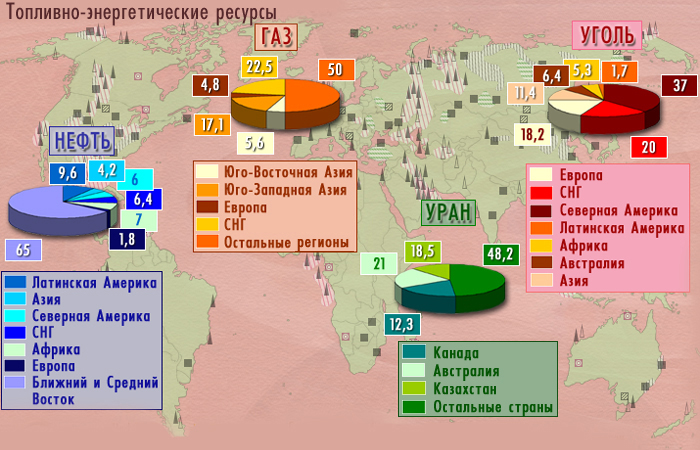 Топливно-энергетические ресурсы
ГАЗ
22,5
50
4,8
17,1
5,6
Юго-Восточная Азия
Юго-Западная Азия
Европа
СНГ
Остальные регионы
УГОЛЬ
5,3
1,7
6,4
37
11,4
18,2
20
Европа
СНГ
Северная Америка
Латинская Америка
Африка
Австралия
Азия
НЕФТЬ
9,6
4,2
6
6,4
7
1,8
65
Латинская Америка
Азия
Северная Америка
СНГ
Африка
Европа
Ближний и Средний
Восток
УРАН
18,5
48,2
21
12,3
Канада
Австралия
Казахстан
Остальные страны